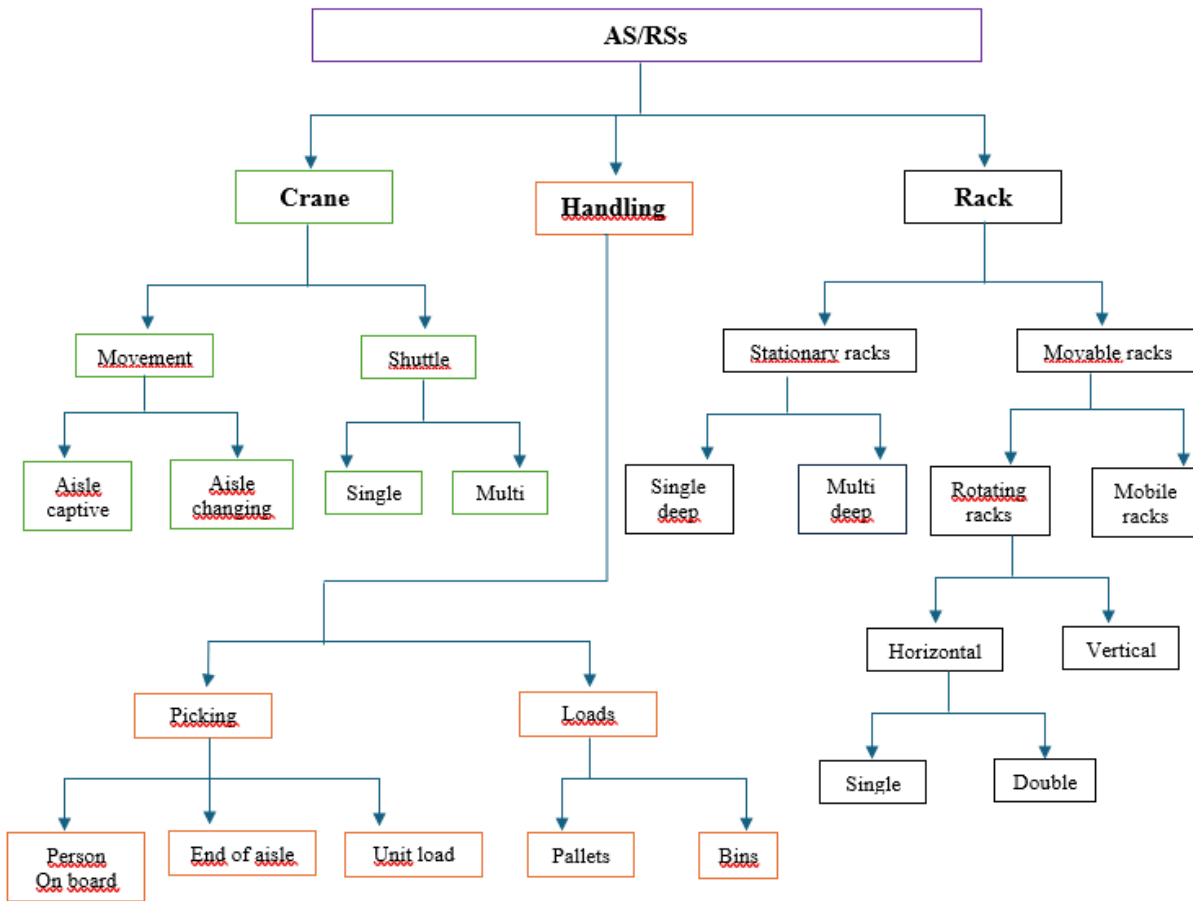 AS/RSs
Crane
Handling
Rack
Movement
Shuttle
Stationary racks
Movable racks
Aisle
captive
Aisle
changing
Single
Multi
Single
deep
Multi
deep
Rotating
racks
Mobile
racks
Horizontal
Vertical
Picking
Loads
Single
Double
Person
On board
End of aisle
Unit load
Pallets
Bins